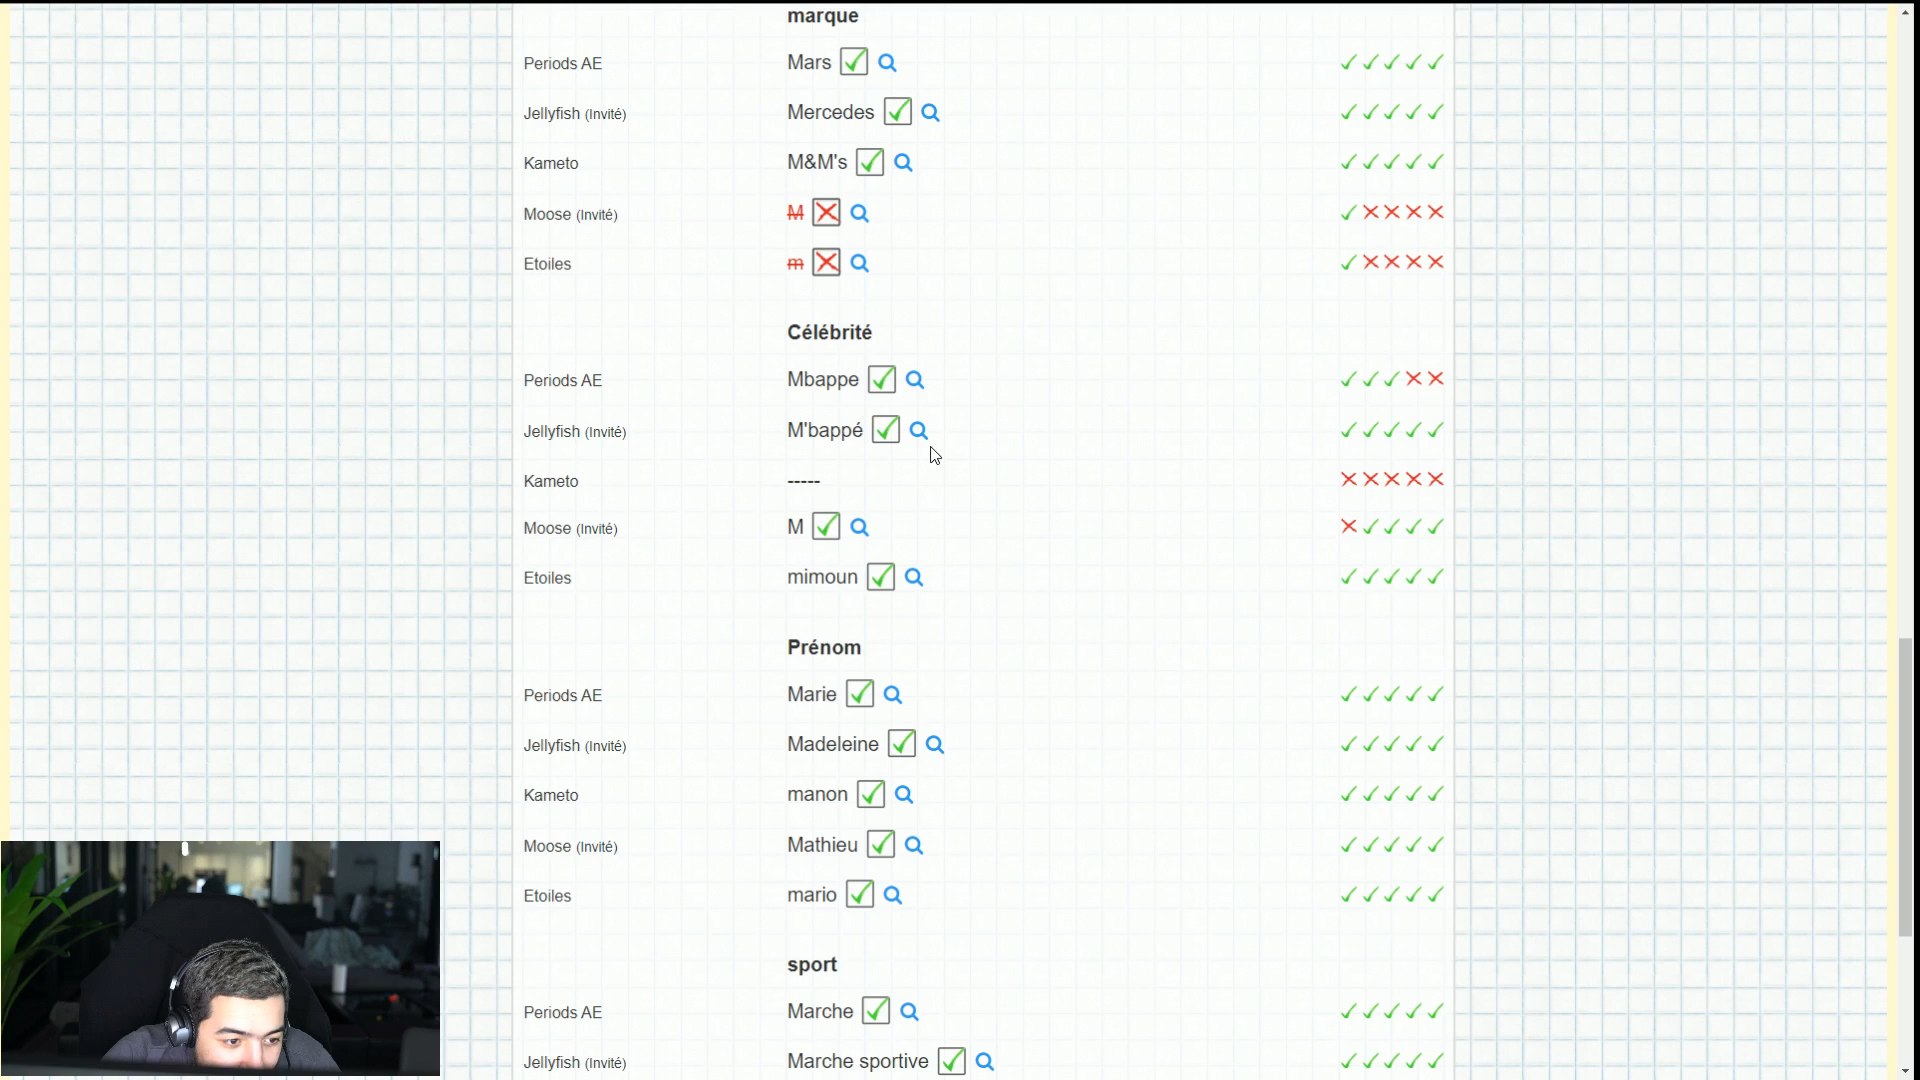 marque
Periods AE Mars
Jellyfish (Invité) Mercedes
Kameto M&M's
Moose (Invité) M
Etoiles m
Célébrité
Periods AE Mbappe
Jellyfish (Invité) M'bappé
Kameto -----
Moose (Invité) M
Etoiles mimoun
Prénom
Periods AE Marie
Jellyfish (Invité) Madeleine
Kameto manon
Moose (Invité) Mathieu
Etoiles mario
sport
Periods AE Marche
Jellyfish (Invité) Marche sportive